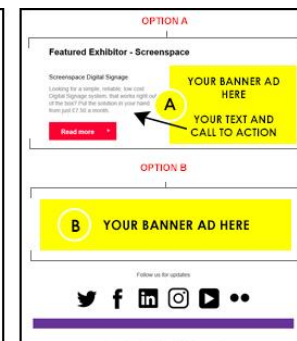 OPTION A
Featured Exhibitor - Screenspace
Screenspace Digital Signage
Looking for a simple, reliable, low cost
Digital Signage system, that works right out
of the box? Put the solution in your hand
from just £7.50 a month.
Read more
A
YOUR BANNER AD
HERE
YOUR TEXT AND
CALL TO ACTION
OPTION B
B YOUR BANNER AD HERE
Follow us for updates